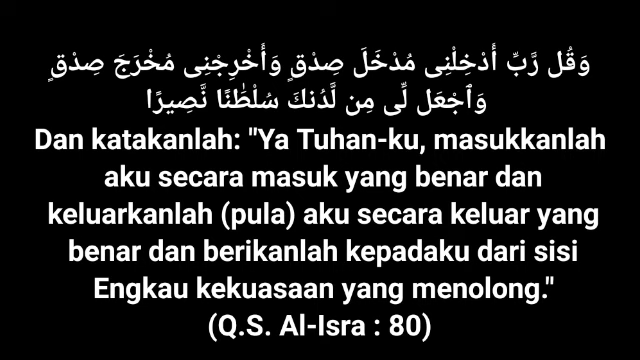 وَقُل رَّبِّ أَدْخِلْنِى مُدْخَلَ صِدْقٍ وَأَخْرِجْنِى مُخْرَجَ صِدْقٍ
وَٱجْعَل لِّى مِن لَّدُنكَ سُلْطَٰنًا نَّصِيرًا
Dan katakanlah: "Ya Tuhan-ku, masukkanlah
aku secara masuk yang benar dan
keluarkanlah (pula) aku secara keluar yang
benar dan berikanlah kepadaku dari sisi
Engkau kekuasaan yang menolong."
(Q.S. Al-Isra : 80)